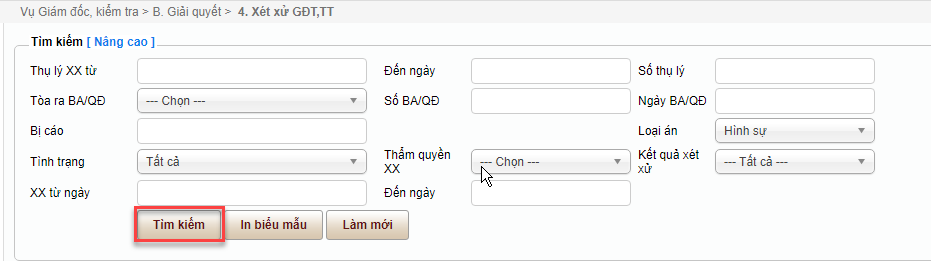 Vụ Giám đốc, kiểm tra > B. Giải quyết > 4. Xét xử GĐT,TT
Tìm kiếm [ Nâng cao ]
Thụ lý XX từ Đến ngày Số thụ lý
Tòa ra BA/QĐ --- Chọn --- Số BA/QĐ Ngày BA/QĐ
Bị cáo Loại án Hình sự
Tình trạng Tất cả Thẩm quyền XX --- Chọn --- Kết quả xét xử --- Tất cả ---
XX từ ngày Đến ngày
Tìm kiếm In biểu mẫu Làm mới